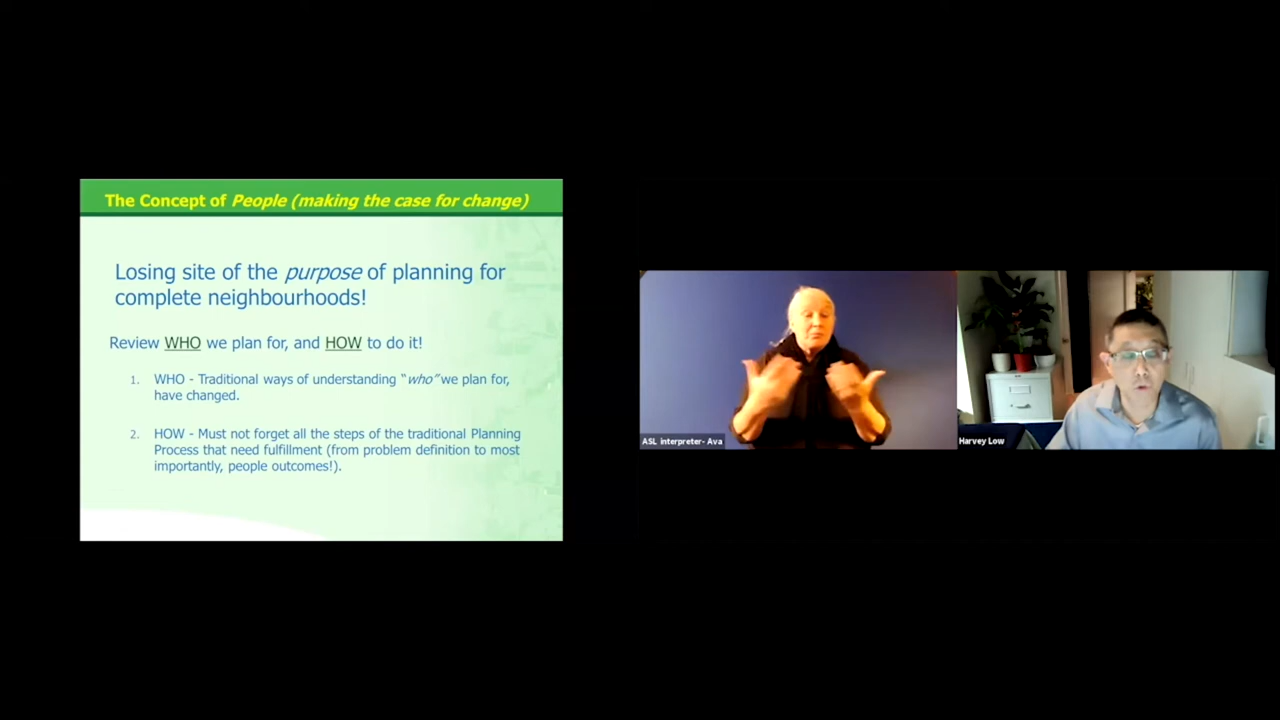 The Concept of People (making the case for change)
Losing site of the purpose of planning for
complete neighbourhoods!
Review WHO we plan for, and HOW to do it!
1. WHO - Traditional ways of understanding "who" we plan for,
have changed.
2. HOW - Must not forget all the steps of the traditional Planning
Process that need fulfillment (from problem definition to most
importantly, people outcomes!).
ASL interpreter- Ava
Harvey Low